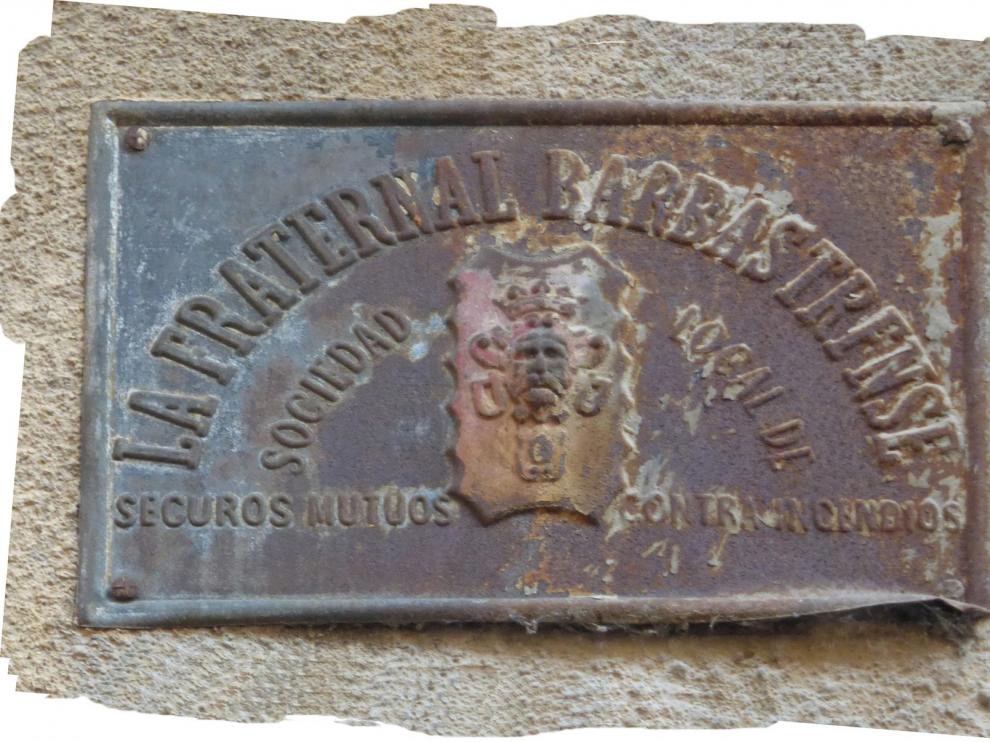 LA FRATERNAL BARBASTRENSE
SOCIEDAD LOCAL DE
SEGUROS MUTUOS CONTRA INCENDIOS